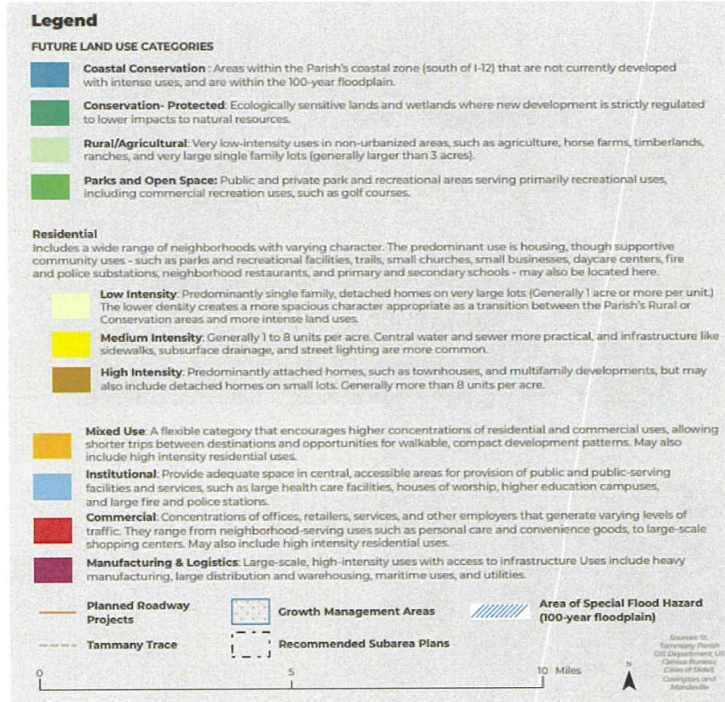 Legend
FUTURE LAND USE CATEGORIES
Coastal Conservation : Areas within the Parish's coastal zone (south of I-12) that are not currently developed
with intense uses, and are within the 100-year floodplain.
Conservation- Protected: Ecologically sensitive lands and wetlands where new development is strictly regulated
to lower impacts to natural resources.
Rural/Agricultural: Very low-intensity uses in non-urbanized areas, such as agriculture, horse farms, timberlands,
ranches, and very large single family lots (generally larger than 3 acres).
Parks and Open Space: Public and private park and recreational areas serving primarily recreational uses,
including commercial recreation uses, such as golf courses.
Residential
Includes a wide range of neighborhoods with varying character. The predominant use is housing, though supportive
community uses - such as parks and recreational facilities, trails, small churches, small businesses, daycare centers, fire
and police substations, neighborhood restaurants, and primary and secondary schools - may also be located here.
Low Intensity: Predominantly single family, detached homes on very large lots (Generally 1 acre or more per unit.)
The lower density creates a more spacious character appropriate as a transition between the Parish's Rural or
Conservation areas and more intense land uses.
Medium Intensity: Generally 1 to 8 units per acre. Central water and sewer more practical, and infrastructure like
sidewalks, subsurface drainage, and street lighting are more common.
High Intensity: Predominantly attached homes, such as townhouses, and multifamily developments, but may
also include detached homes on small lots. Generally more than 8 units per acre.
Mixed Use: A flexible category that encourages higher concentrations of residential and commercial uses, allowing
shorter trips between destinations and opportunities for walkable, compact development patterns. May also
include high intensity residential uses.
Institutional: Provide adequate space in central, accessible areas for provision of public and public-serving
facilities and services, such as large health care facilities, houses of worship, higher education campuses,
and large fire and police stations.
Commercial: Concentrations of offices, retailers, services, and other employers that generate varying levels of
traffic. They range from neighborhood-serving uses such as personal care and convenience goods, to large-scale
shopping centers. May also include high intensity residential uses.
Manufacturing & Logistics: Large-scale, high-intensity uses with access to infrastructure Uses include heavy
manufacturing, large distribution and warehousing, maritime uses, and utilities.
Planned Roadway
Projects
Growth Management Areas
Area of Special Flood Hazard
(100-year floodplain)
Tammany Trace
Recommended Subarea Plans
Sources: St.
Tammany Parish
GIS Department, US
Census Bureau,
Cities of Slidell,
Covington, and
Mandeville
0 5 10 Miles
N